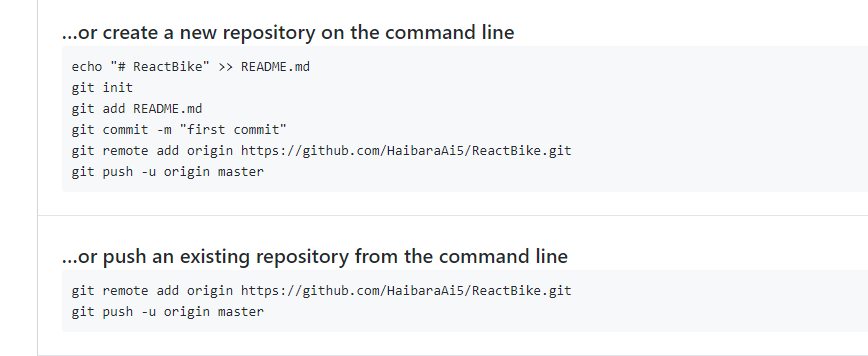 ...or create a new repository on the command line
echo "# ReactBike" >> README.md
git init
git add README.md
git commit -m "first commit"
git remote add origin https://github.com/HaibaraAi5/ReactBike.git
git push -u origin master
...or push an existing repository from the command line
git remote add origin https://github.com/HaibaraAi5/ReactBike.git
git push -u origin master